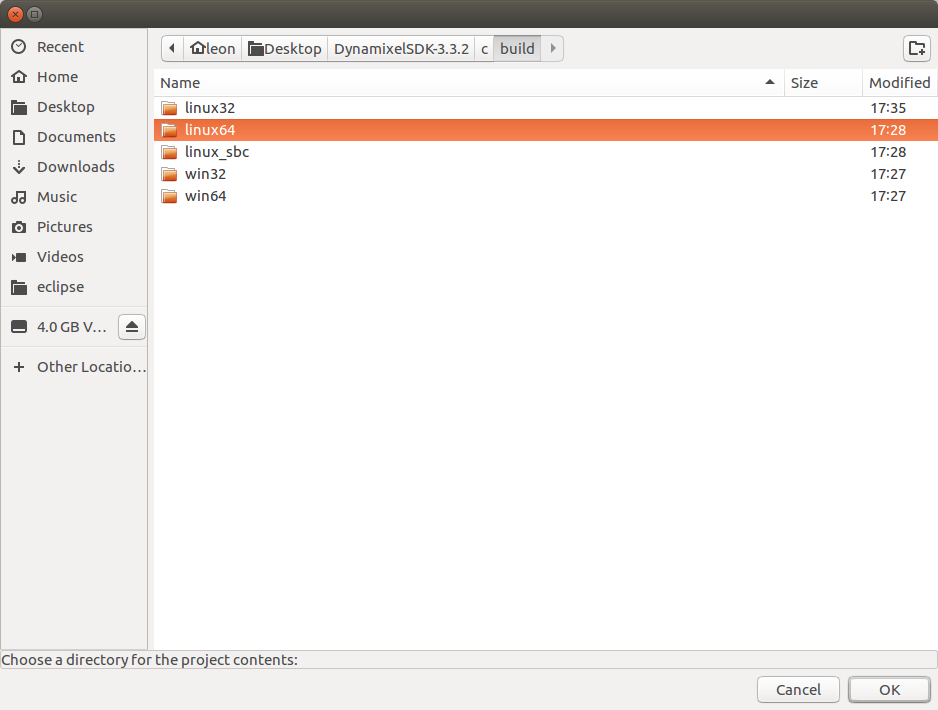 Recent
Home
Desktop
Documents
Downloads
Music
Pictures
Videos
eclipse
4.0 GB V...
Other Locatio...
leon Desktop DynamixelSDK-3.3.2 c build
Name Size Modified
linux32 17:35
linux64 17:28
linux_sbc 17:28
win32 17:27
win64 17:27
Choose a directory for the project contents:
Cancel OK